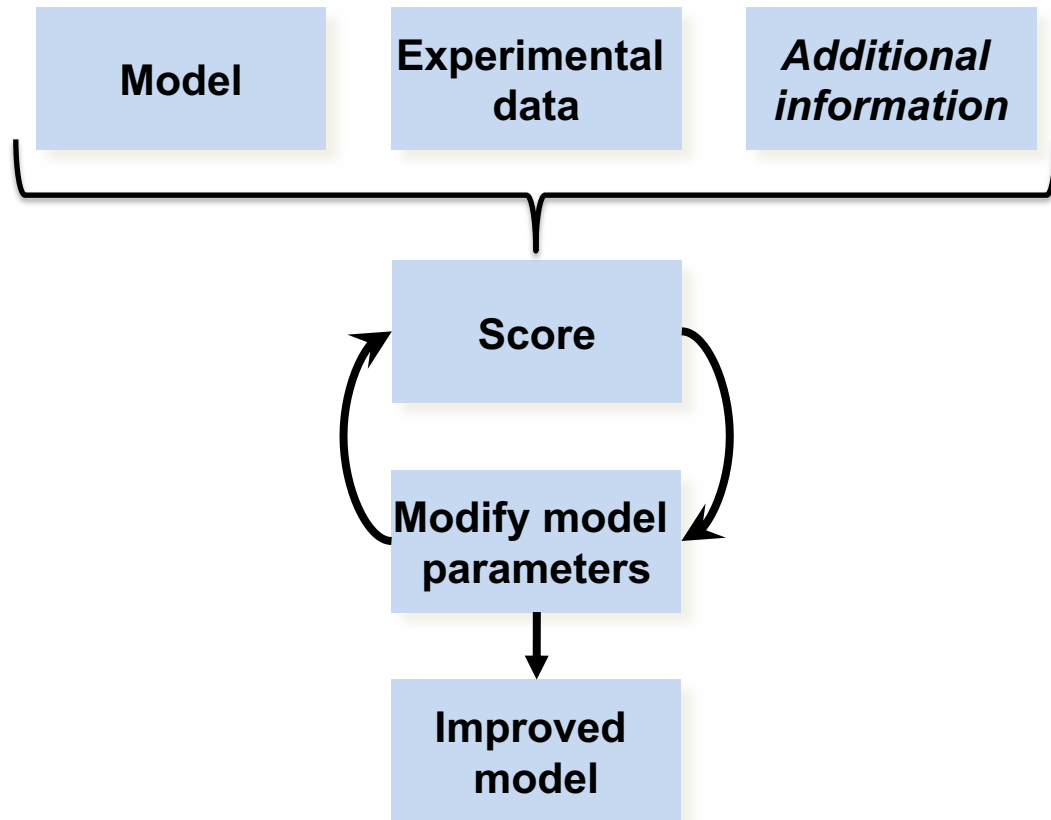 Model
Experimental
data
Additional
information
Score
Modify model
parameters
Improved
model